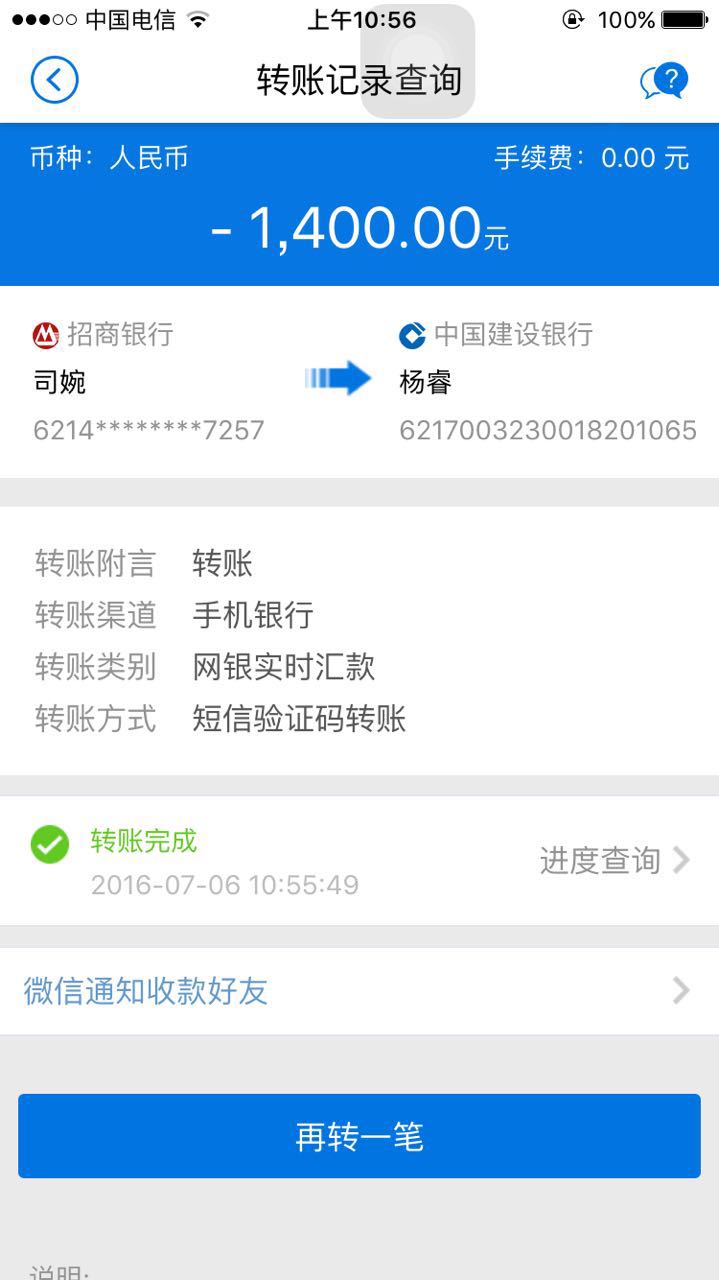 中国电信 上午10:56 100%
转账记录查询
币种：人民币 手续费：0.00 元
- 1,400.00元
招商银行 中国建设银行
司婉 杨睿
6214********7257 6217003230018201065
转账附言 转账
转账渠道 手机银行
转账类别 网银实时汇款
转账方式 短信验证码转账
转账完成
进度查询
2016-07-06 10:55:49
微信通知收款好友
再转一笔
说明: